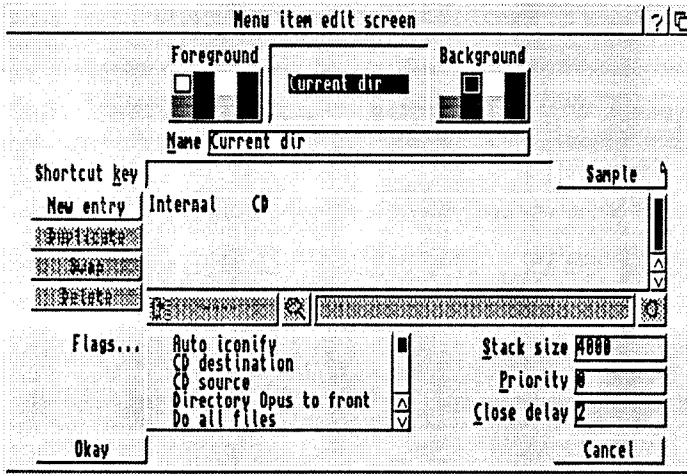 Menu item edit screen ?
Foreground Background
Current dir
Name Current dir
Shortcut key Sample
New entry Internal CD
Duplicate
Swap
Delete
Flags...
Auto iconify
CD destination
CD source
Directory Opus to front
Do all files
Stack size 4000
Priority 0
Close delay 2
Okay Cancel